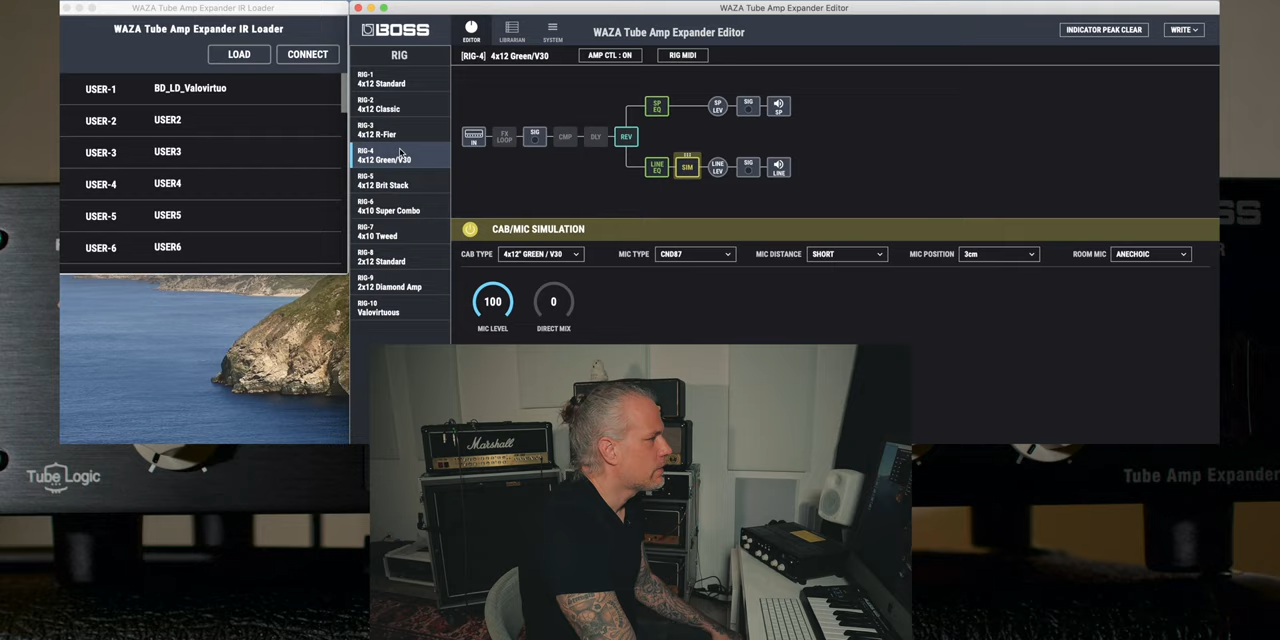 WAZA Tube Amp Expander IR Loader
WAZA Tube Amp Expander IR Loader
LOAD
CONNECT
USER-1 BD_LD_Valovirtuo
USER-2 USER2
USER-3 USER3
USER-4 USER4
USER-5 USER5
USER-6 USER6
WAZA Tube Amp Expander Editor
BOSS
EDITOR
LIBRARIAN
SYSTEM
WAZA Tube Amp Expander Editor
INDICATOR PEAK CLEAR
WRITE
RIG
[RIG-4] 4x12 Green/V30
AMP CTL : ON
RIG MIDI
RIG-1
4x12 Standard
RIG-2
4x12 Classic
RIG-3
4x12 R-Fier
RIG-4
4x12 Green/V30
RIG-5
4x12 Brit Stack
RIG-6
4x10 Super Combo
RIG-7
4x10 Tweed
RIG-8
2x12 Standard
RIG-9
2x12 Diamond Amp
RIG-10
Valovirtuous
SP
EQ
SP
LEV
SIG
SP
IN
FX
LOOP
SIG
CMP
DLY
REV
LINE
EQ
SIM
LINE
LEV
SIG
LINE
CAB/MIC SIMULATION
CAB TYPE 4x12" GREEN / V30
MIC TYPE CND87
MIC DISTANCE SHORT
MIC POSITION 3cm
ROOM MIC ANECHOIC
100
MIC LEVEL
0
DIRECT MIX
Marshall
Tube Logic
Tube Amp Expander